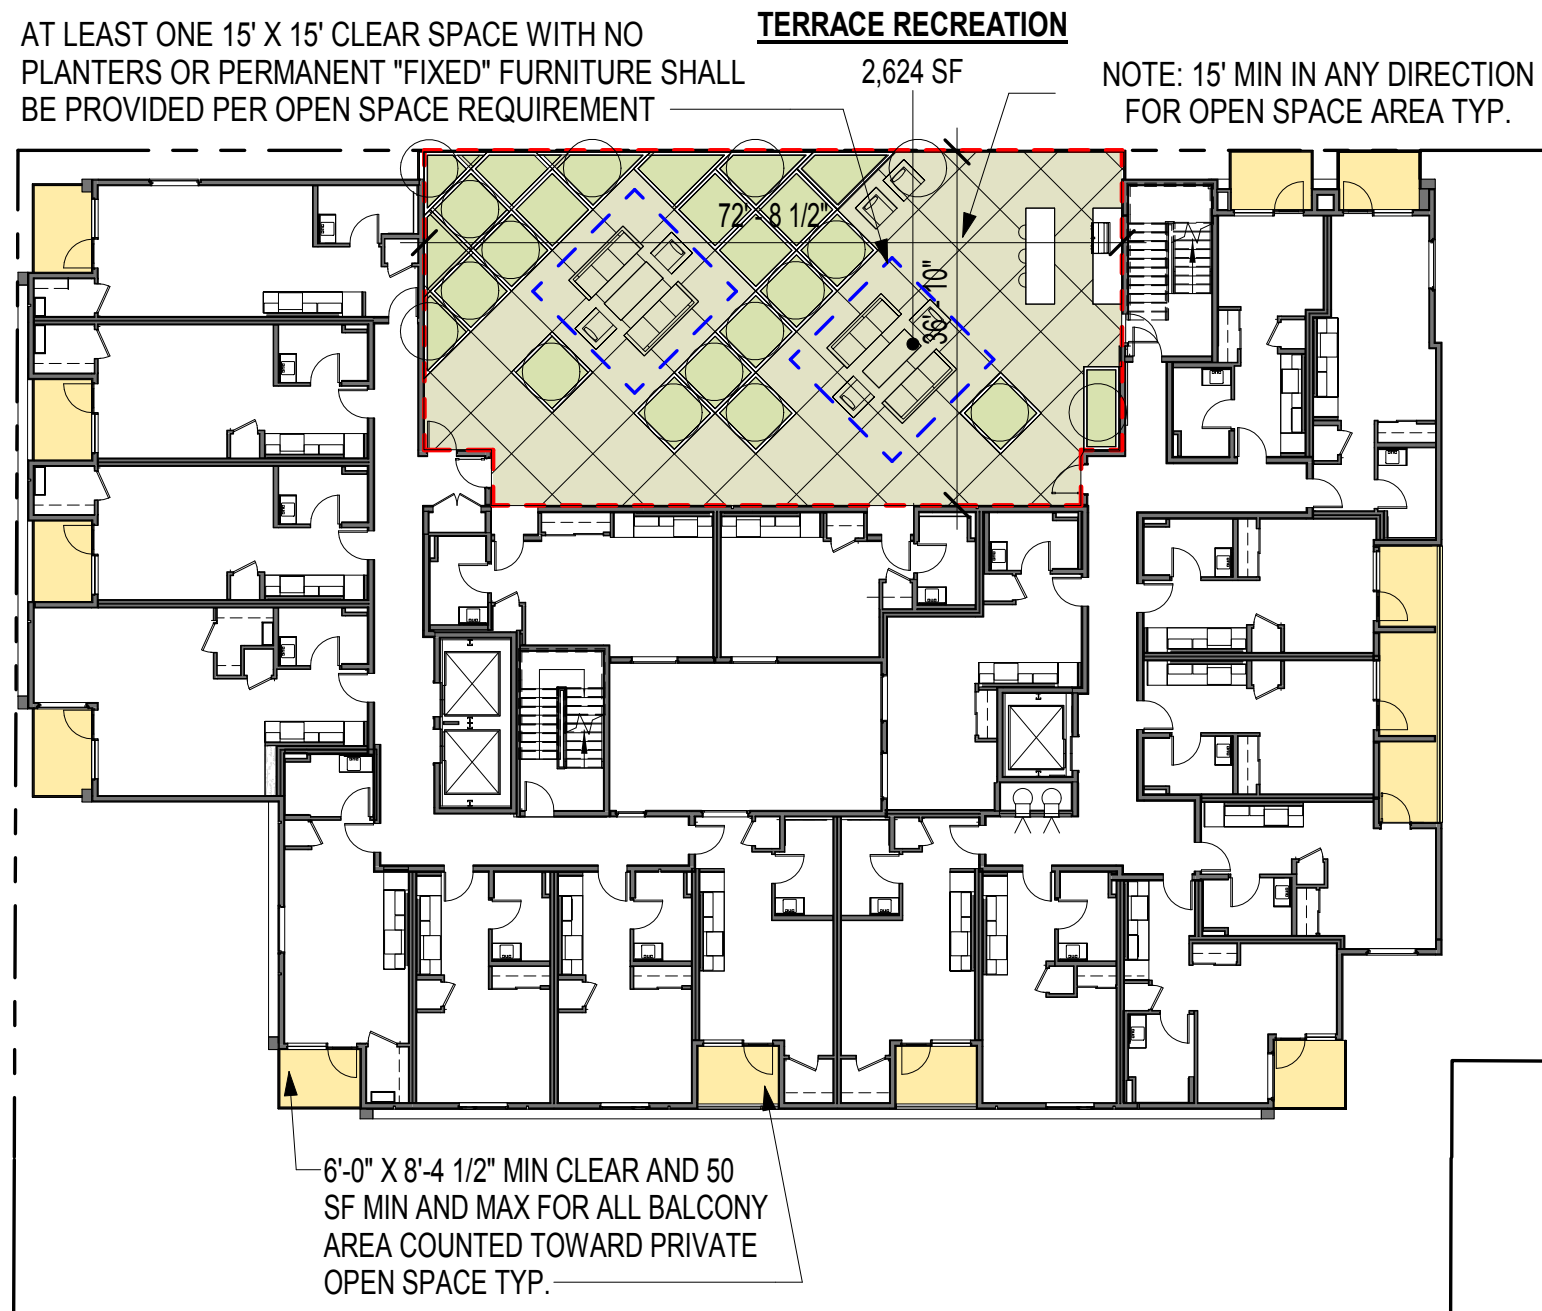 TERRACE RECREATION
2,624 SF
AT LEAST ONE 15' X 15' CLEAR SPACE WITH NO
PLANTERS OR PERMANENT "FIXED" FURNITURE SHALL
BE PROVIDED PER OPEN SPACE REQUIREMENT
NOTE: 15' MIN IN ANY DIRECTION
FOR OPEN SPACE AREA TYP.
72' - 8 1/2"
36' - 10"
6'-0" X 8'-4 1/2" MIN CLEAR AND 50
SF MIN AND MAX FOR ALL BALCONY
AREA COUNTED TOWARD PRIVATE
OPEN SPACE TYP.